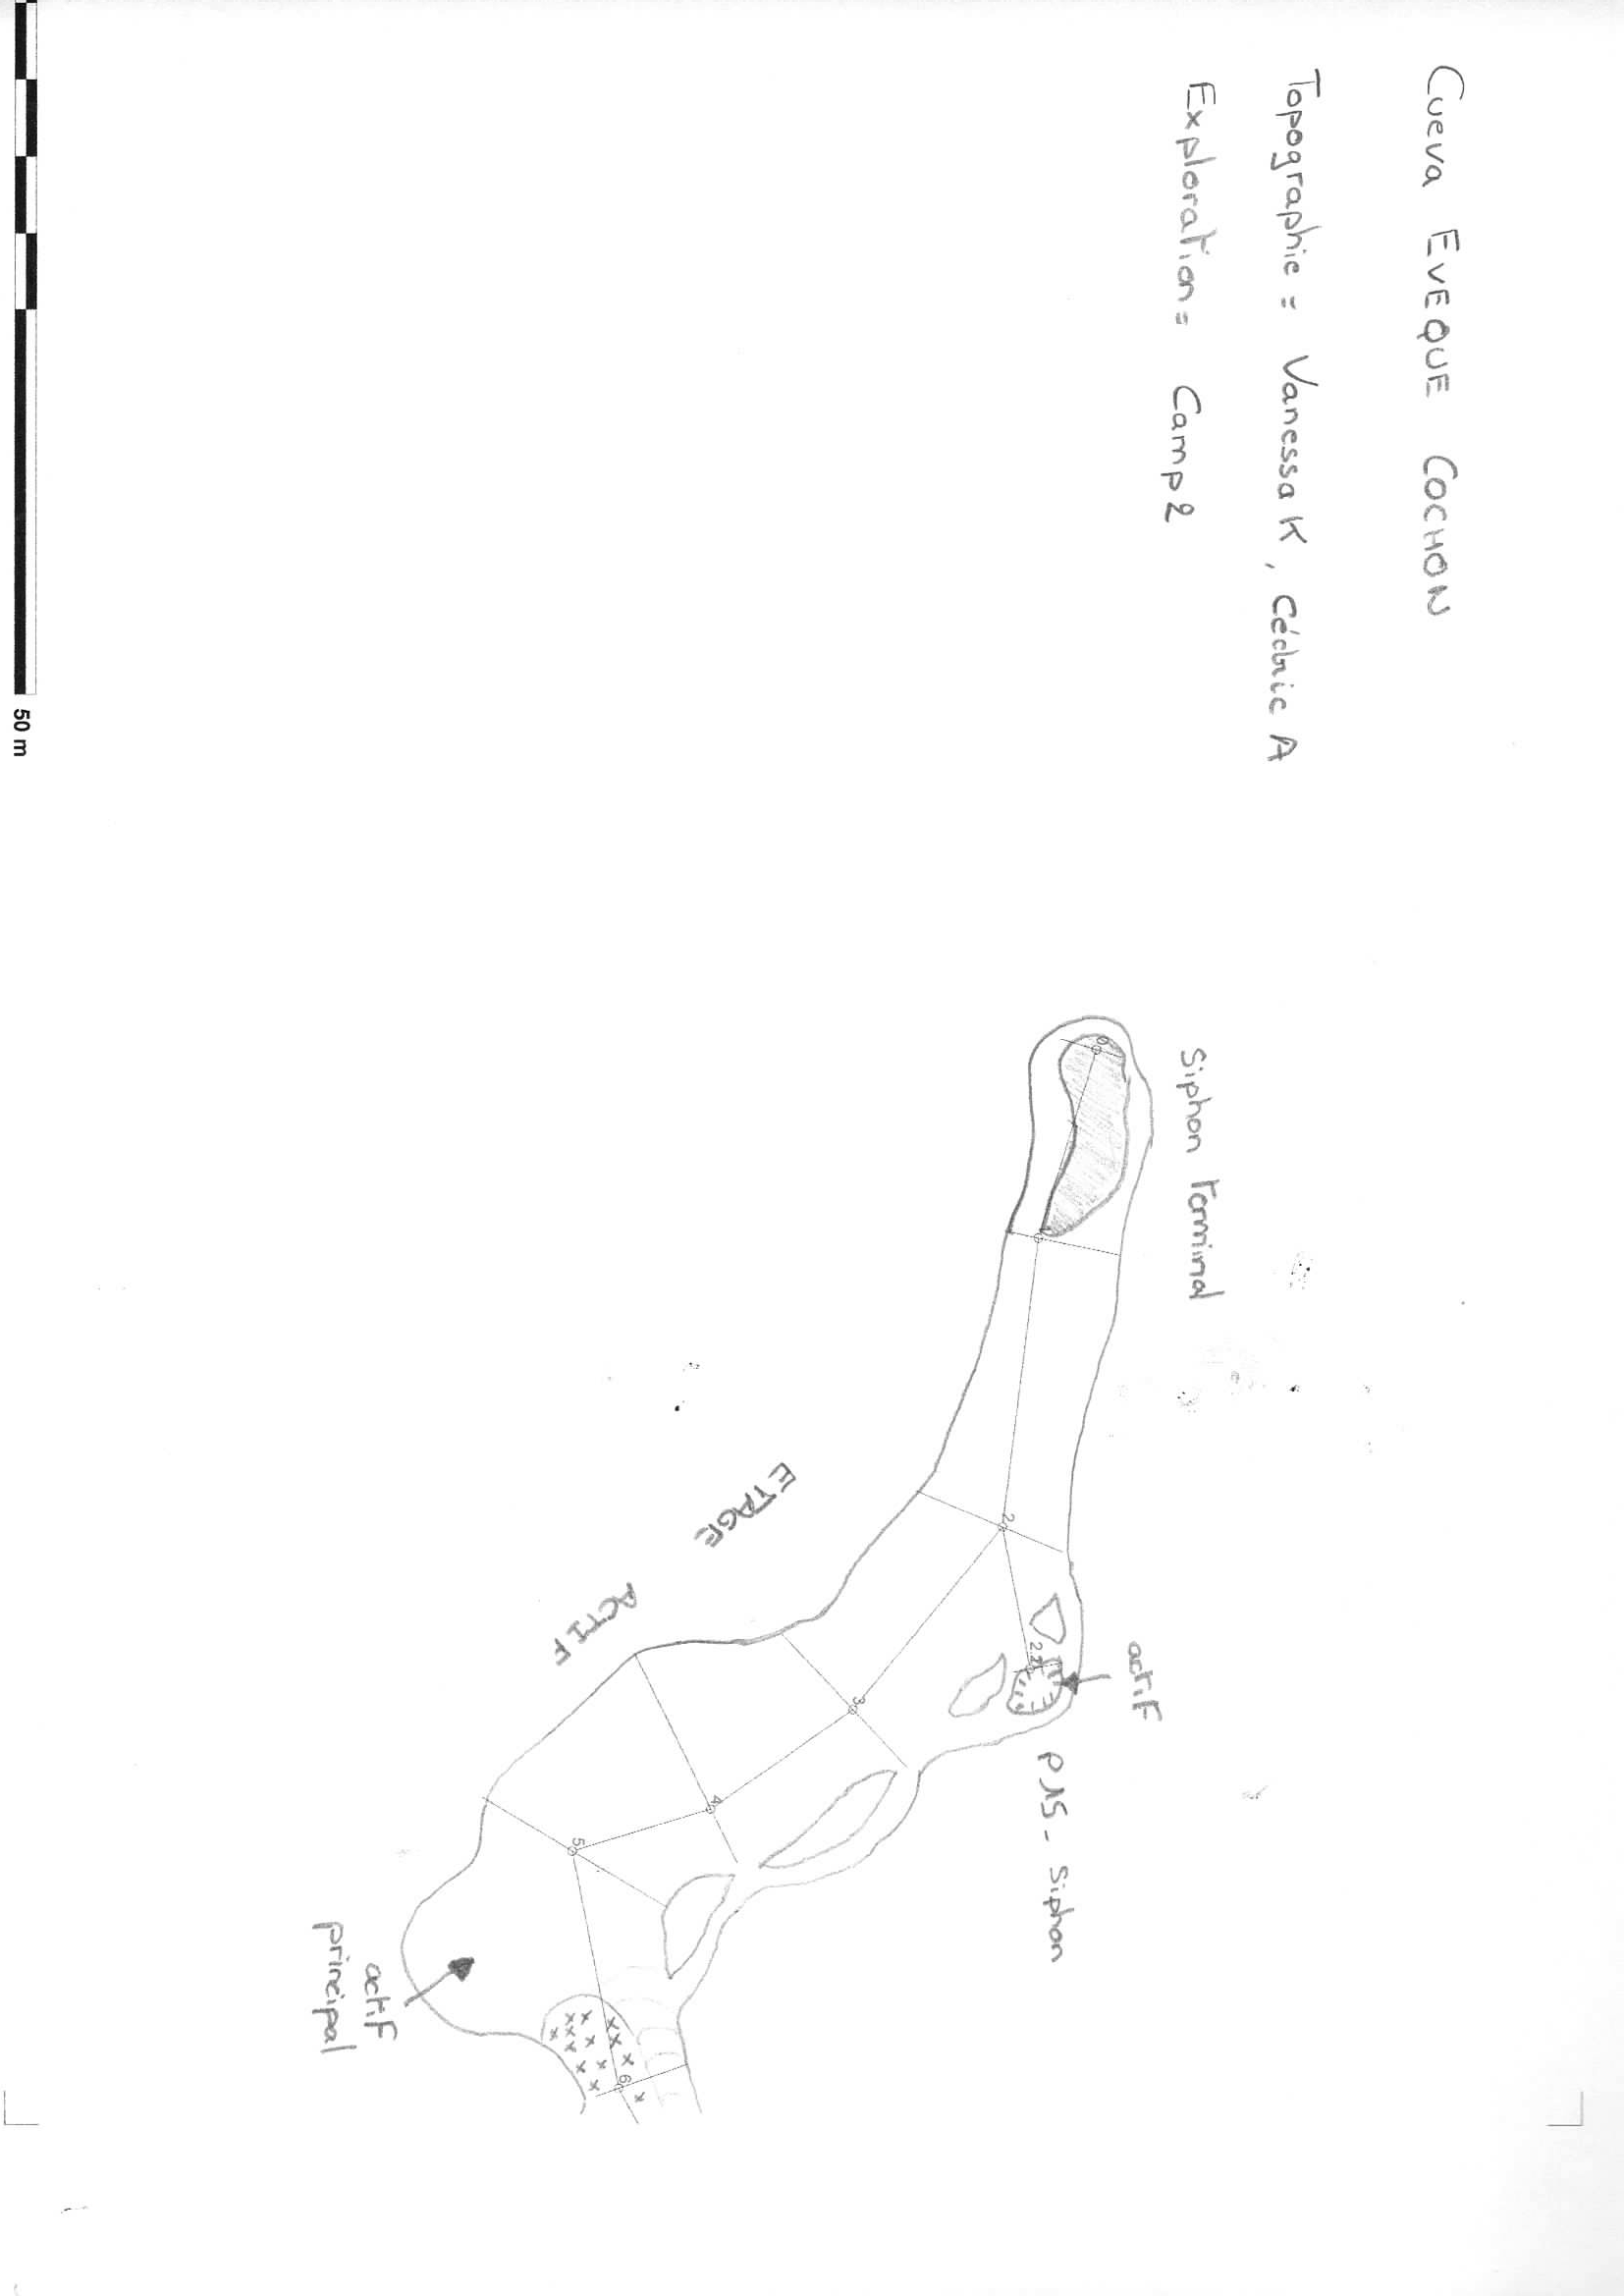 Cueva EVEQUE COCHON
Topographie = Vanessa K, Cédric A
Exploration = Camp 2
Siphon Terminal
actif
P15 - Siphon
ETAGE
ACTIF
actif
principal
0
1
2
2.1
3
4
5
6
50 m